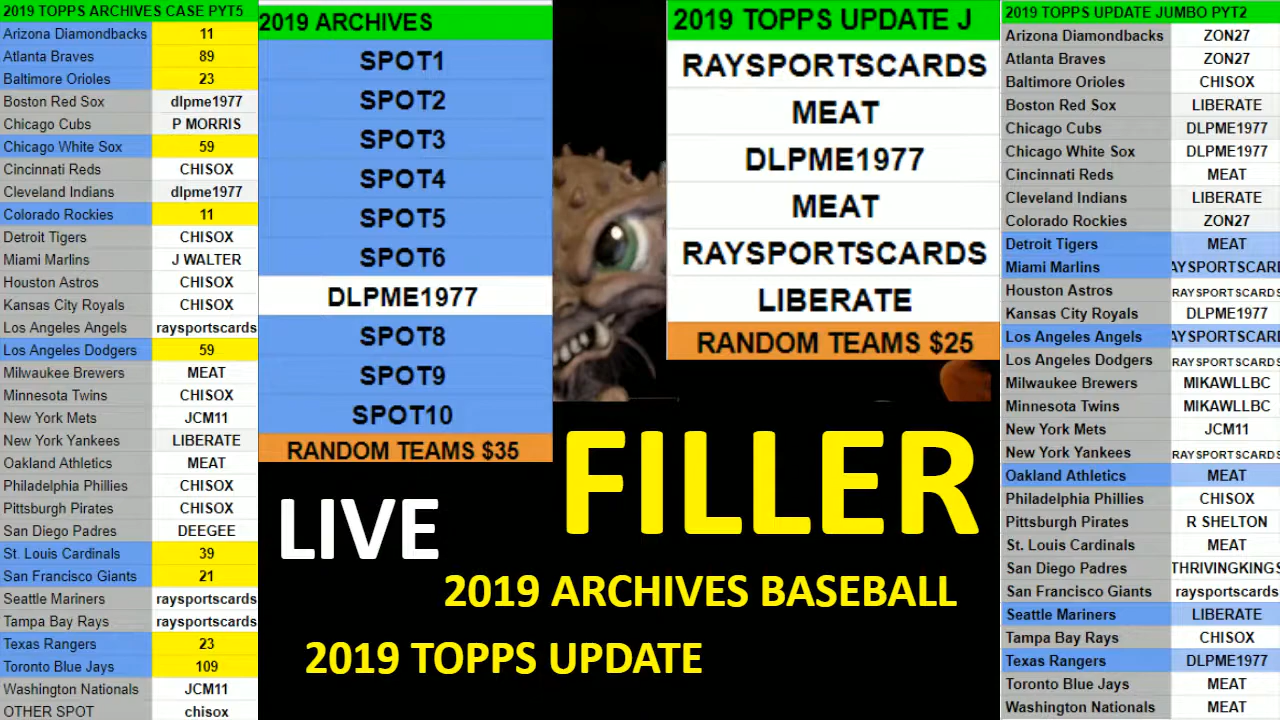 2019 TOPPS ARCHIVES CASE PYT5
Arizona Diamondbacks 11
Atlanta Braves 89
Baltimore Orioles 23
Boston Red Sox dlpme1977
Chicago Cubs P MORRIS
Chicago White Sox 59
Cincinnati Reds CHISOX
Cleveland Indians dlpme1977
Colorado Rockies 11
Detroit Tigers CHISOX
Miami Marlins J WALTER
Houston Astros CHISOX
Kansas City Royals CHISOX
Los Angeles Angels raysportscards
Los Angeles Dodgers 59
Milwaukee Brewers MEAT
Minnesota Twins CHISOX
New York Mets JCM11
New York Yankees LIBERATE
Oakland Athletics MEAT
Philadelphia Phillies CHISOX
Pittsburgh Pirates CHISOX
San Diego Padres DEEGEE
St. Louis Cardinals 39
San Francisco Giants 21
Seattle Mariners raysportscards
Tampa Bay Rays raysportscards
Texas Rangers 23
Toronto Blue Jays 109
Washington Nationals JCM11
OTHER SPOT chisox
2019 ARCHIVES
SPOT1
SPOT2
SPOT3
SPOT4
SPOT5
SPOT6
DLPME1977
SPOT8
SPOT9
SPOT10
RANDOM TEAMS $35
2019 TOPPS UPDATE J
RAYSPORTSCARDS
MEAT
DLPME1977
MEAT
RAYSPORTSCARDS
LIBERATE
RANDOM TEAMS $25
FILLER
LIVE
2019 ARCHIVES BASEBALL
2019 TOPPS UPDATE
2019 TOPPS UPDATE JUMBO PYT2
Arizona Diamondbacks ZON27
Atlanta Braves ZON27
Baltimore Orioles CHISOX
Boston Red Sox LIBERATE
Chicago Cubs DLPME1977
Chicago White Sox DLPME1977
Cincinnati Reds MEAT
Cleveland Indians LIBERATE
Colorado Rockies ZON27
Detroit Tigers MEAT
Miami Marlins AYSPORTSCARD
Houston Astros RAYSPORTSCARDS
Kansas City Royals DLPME1977
Los Angeles Angels AYSPORTSCARD
Los Angeles Dodgers RAYSPORTSCARDS
Milwaukee Brewers MIKAWLLBC
Minnesota Twins MIKAWLLBC
New York Mets JCM11
New York Yankees RAYSPORTSCARDS
Oakland Athletics MEAT
Philadelphia Phillies CHISOX
Pittsburgh Pirates R SHELTON
St. Louis Cardinals MEAT
San Diego Padres THRIVINGKINGS
San Francisco Giants raysportscards
Seattle Mariners LIBERATE
Tampa Bay Rays CHISOX
Texas Rangers DLPME1977
Toronto Blue Jays MEAT
Washington Nationals MEAT